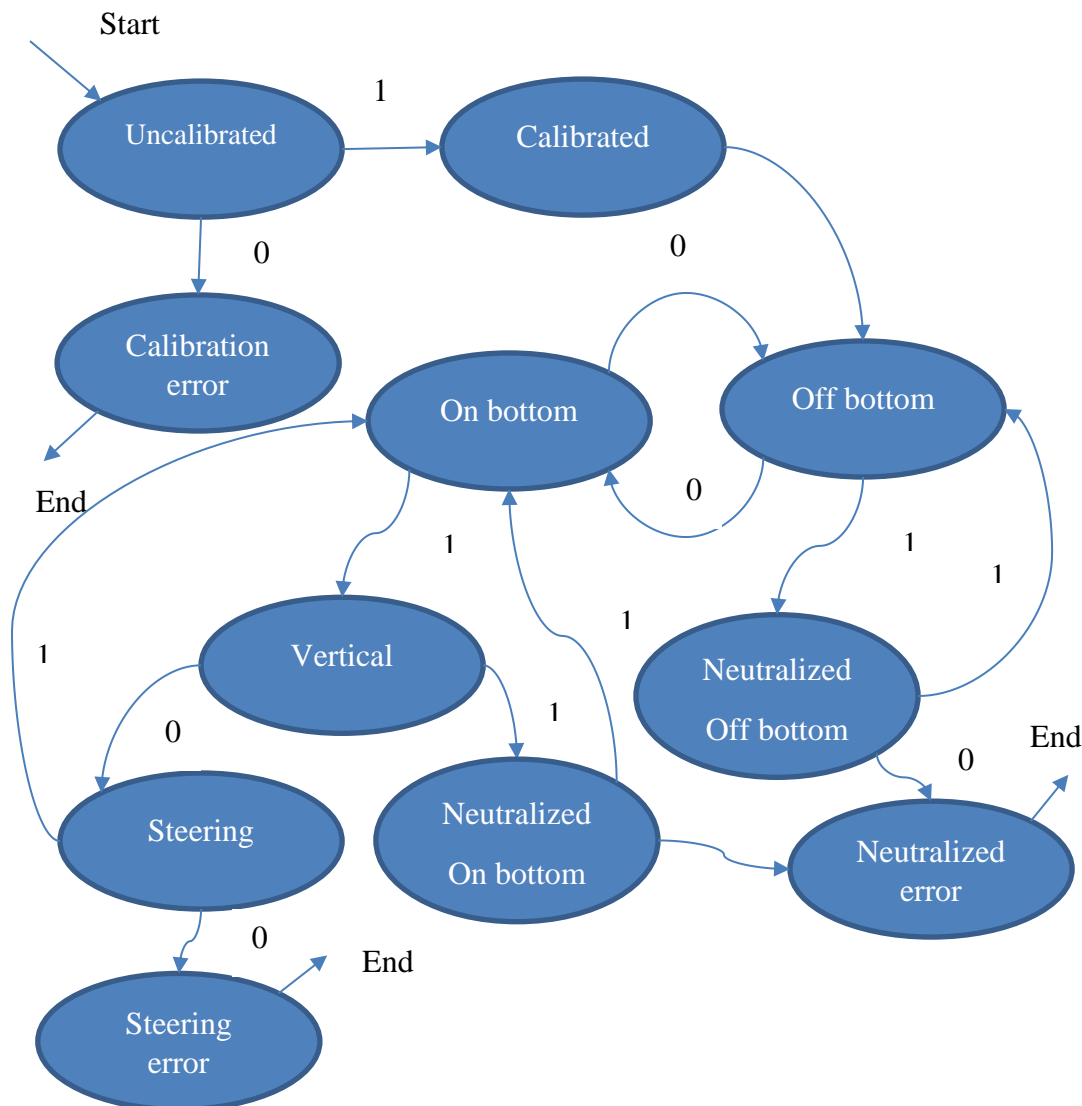 Start
1
Uncalibrated
Calibrated
0
0
Calibration
error
On bottom
Off bottom
End
0
1
1
1
1
Vertical
1
0
1
Neutralized
Off bottom
End
0
Steering
Neutralized
On bottom
Neutralized
error
0
End
Steering
error